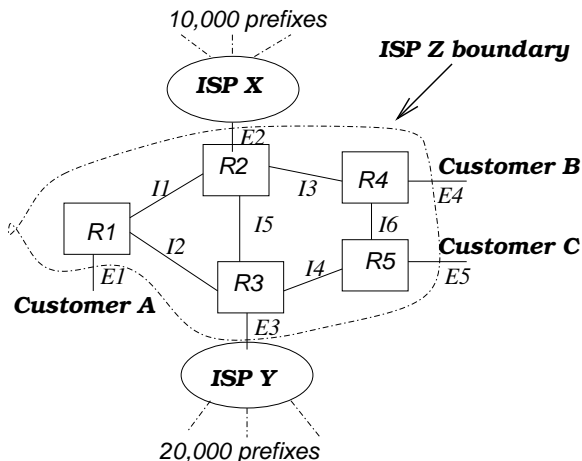 10,000 prefixes
ISP X
ISP Z boundary
E2
R2
R4
Customer B
E4
I1
I3
I5
I6
R1
I2
R3
I4
R5
Customer C
E5
E1
Customer A
E3
ISP Y
20,000 prefixes